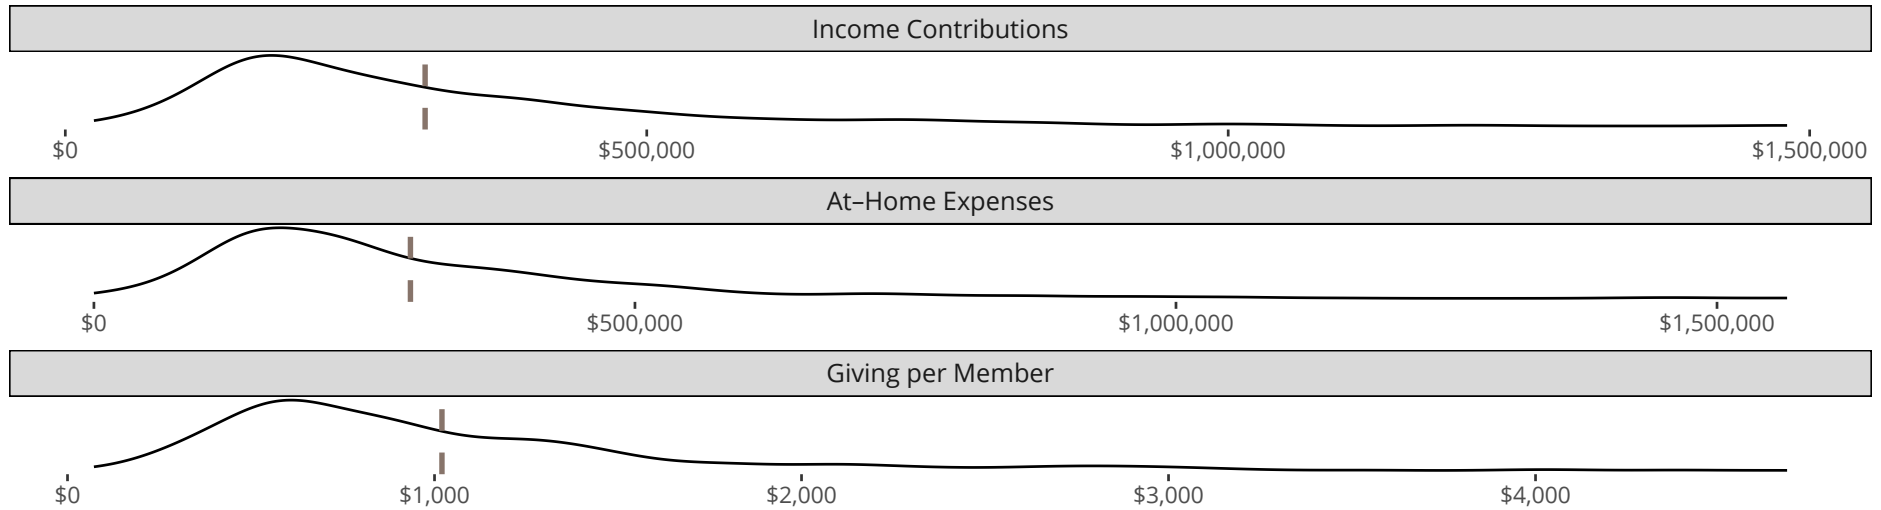 Income Contributions
$0 $500,000 $1,000,000 $1,500,000
At–Home Expenses
$0 $500,000 $1,000,000 $1,500,000
Giving per Member
$0 $1,000 $2,000 $3,000 $4,000